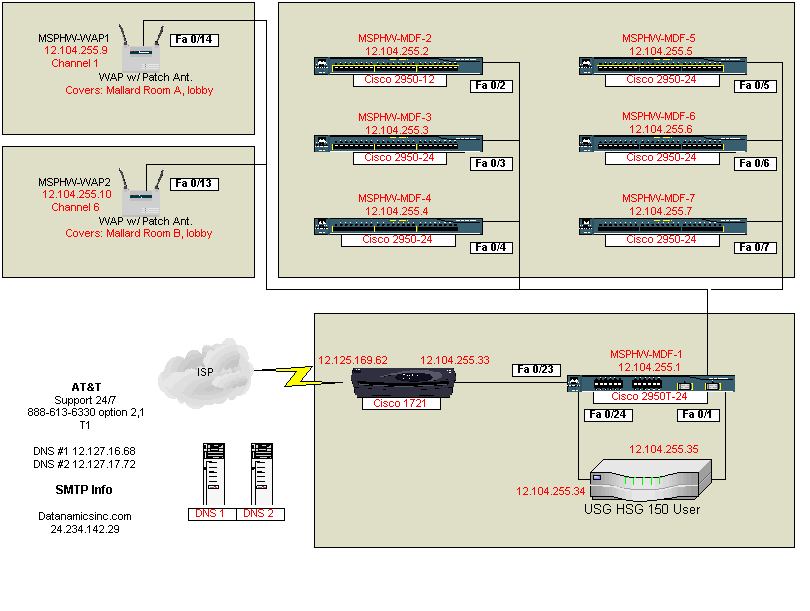 MSPHW-WAP1
12.104.255.9
Channel 1
Fa 0/14
WAP w/ Patch Ant.
Covers: Mallard Room A, lobby
MSPHW-WAP2
12.104.255.10
Channel 6
Fa 0/13
WAP w/ Patch Ant.
Covers: Mallard Room B, lobby
MSPHW-MDF-2
12.104.255.2
Cisco 2950-12
Fa 0/2
MSPHW-MDF-3
12.104.255.3
Cisco 2950-24
Fa 0/3
MSPHW-MDF-4
12.104.255.4
Cisco 2950-24
Fa 0/4
MSPHW-MDF-5
12.104.255.5
Cisco 2950-24
Fa 0/5
MSPHW-MDF-6
12.104.255.6
Cisco 2950-24
Fa 0/6
MSPHW-MDF-7
12.104.255.7
Cisco 2950-24
Fa 0/7
ISP
12.125.169.62
12.104.255.33
Cisco 1721
Fa 0/23
MSPHW-MDF-1
12.104.255.1
Cisco 2950T-24
Fa 0/24
Fa 0/1
12.104.255.35
12.104.255.34
USG HSG 150 User
AT&T
Support 24/7
888-613-6330 option 2,1
T1
DNS #1 12.127.16.68
DNS #2 12.127.17.72
SMTP Info
Datanamicsinc.com
24.234.142.29
DNS 1
DNS 2